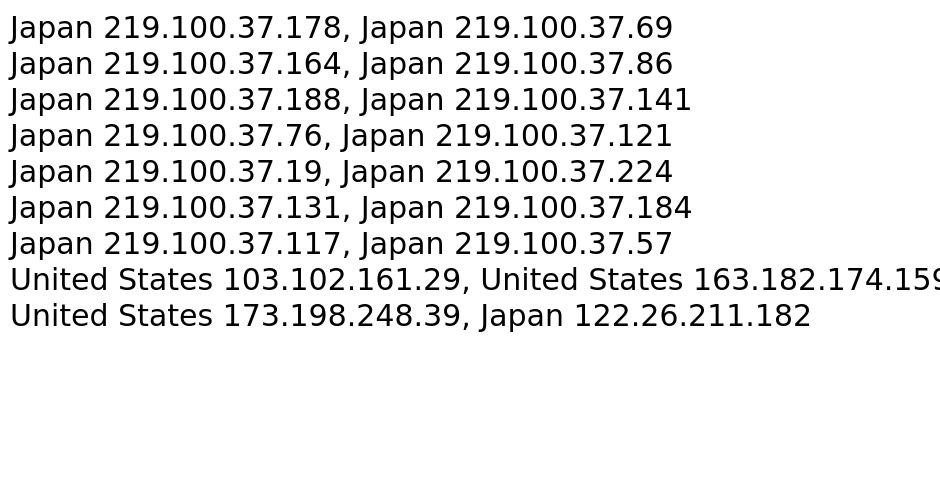 Japan 219.100.37.178, Japan 219.100.37.69
Japan 219.100.37.164, Japan 219.100.37.86
Japan 219.100.37.188, Japan 219.100.37.141
Japan 219.100.37.76, Japan 219.100.37.121
Japan 219.100.37.19, Japan 219.100.37.224
Japan 219.100.37.131, Japan 219.100.37.184
Japan 219.100.37.117, Japan 219.100.37.57
United States 103.102.161.29, United States 163.182.174.159
United States 173.198.248.39, Japan 122.26.211.182